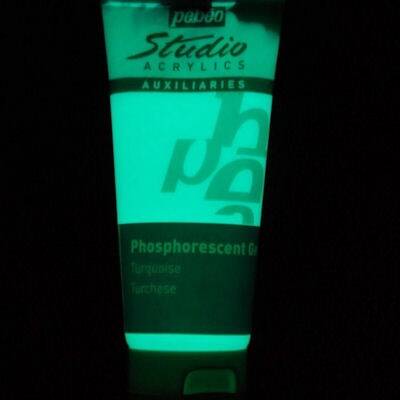 pebeo
Studio
ACRYLICS
AUXILIARIES
Phosphorescent
Turquoise
Turchese